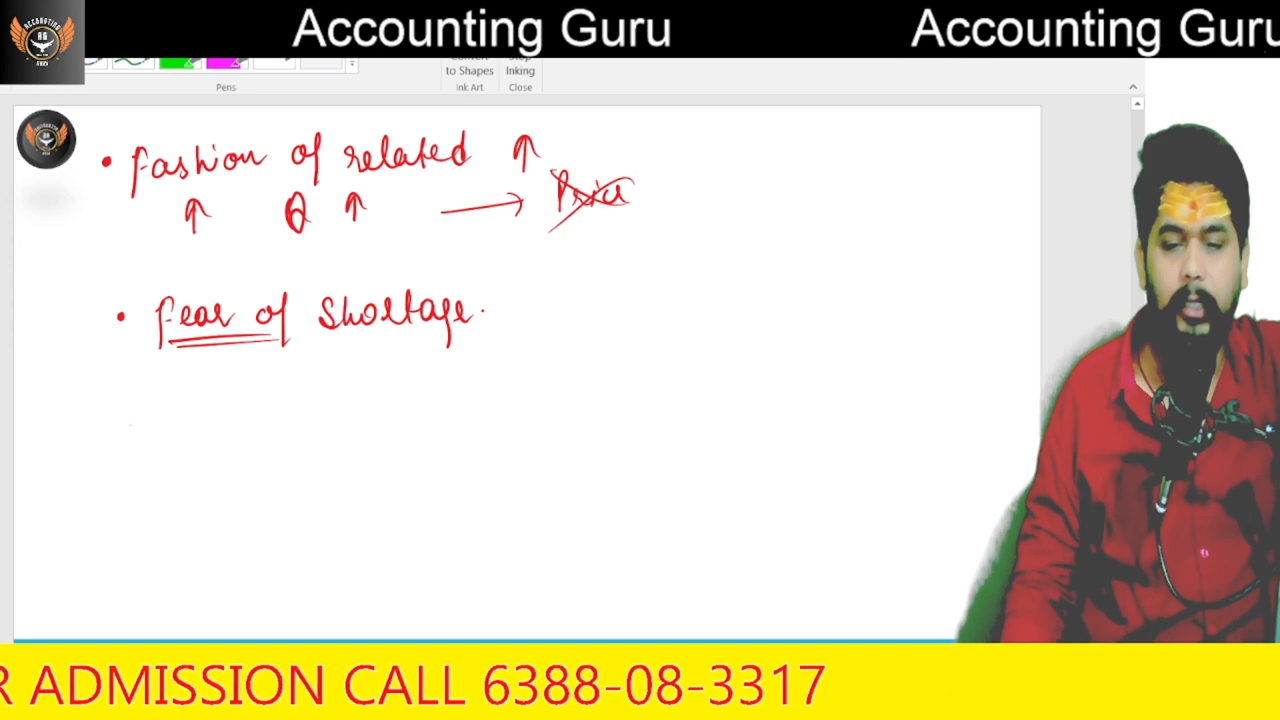 Accounting Guru Accounting Guru
to Shapes Inking
Pens Ink Art Close
• fashion of related ↑
↑ Q ↑ → Price
• fear of Shortage.
R ADMISSION CALL 6388-08-3317